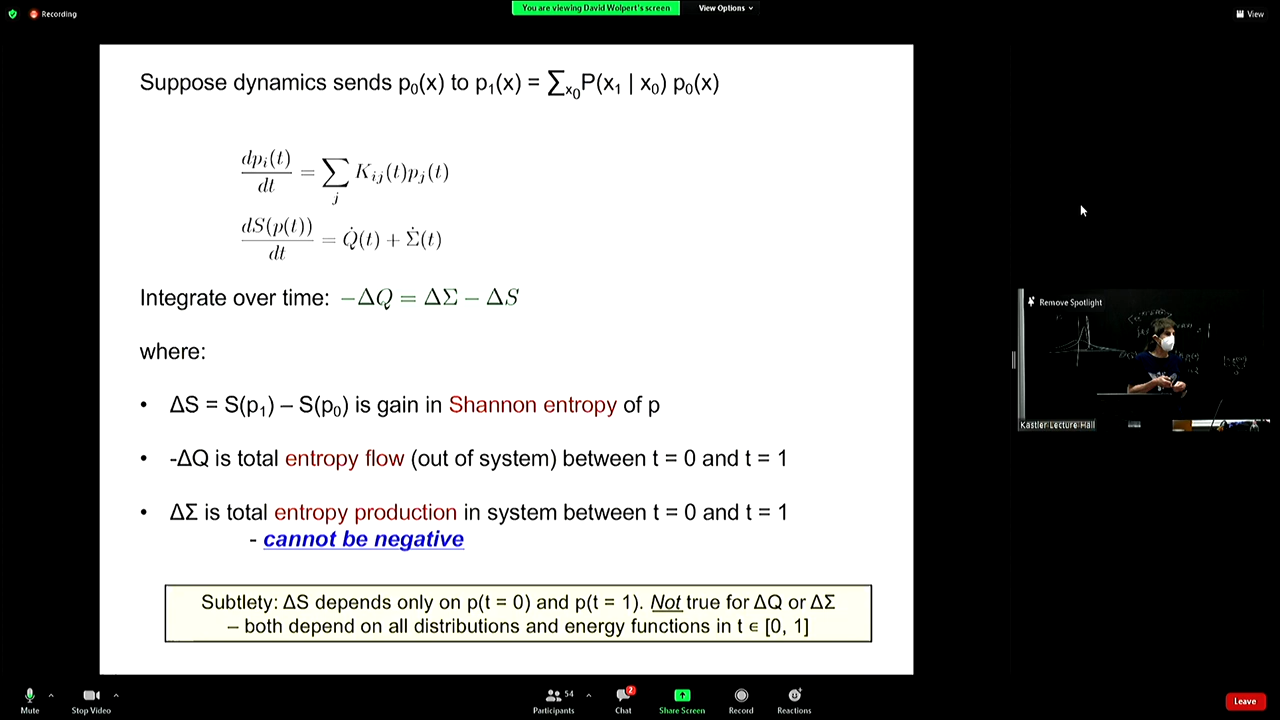 Recording
You are viewing David Wolpert's screen
View Options
View
Suppose dynamics sends p₀(x) to p₁(x) = ∑ₓ₀P(x₁ | x₀) p₀(x)
dpᵢ(t)/dt = ∑ⱼ Kᵢⱼ(t)pⱼ(t)
dS(p(t))/dt = Q̇(t) + Σ̇(t)
Integrate over time: −ΔQ = ΔΣ − ΔS
where:
• ΔS = S(p₁) – S(p₀) is gain in Shannon entropy of p
• -ΔQ is total entropy flow (out of system) between t = 0 and t = 1
• ΔΣ is total entropy production in system between t = 0 and t = 1
- cannot be negative
Subtlety: ΔS depends only on p(t = 0) and p(t = 1). Not true for ΔQ or ΔΣ
– both depend on all distributions and energy functions in t ∈ [0, 1]
Remove Spotlight
Kastler Lecture Hall
Mute
Stop Video
54
Participants
2
Chat
Share Screen
Record
Reactions
Leave